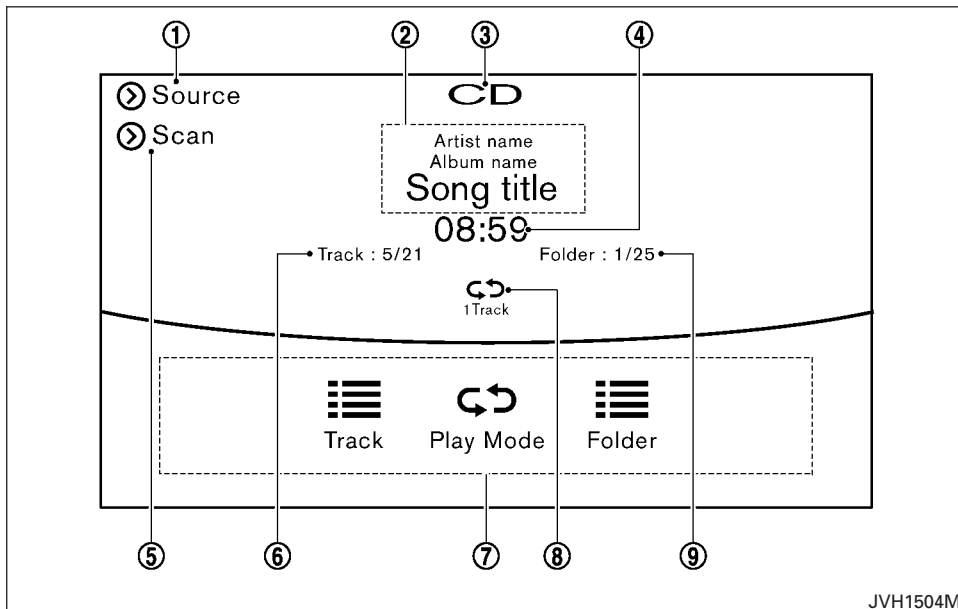 ① ② ③ ④
Source
CD
Scan
Artist name
Album name
Song title
08:59
Track : 5/21 Folder : 1/25
1Track
Track Play Mode Folder
⑤ ⑥ ⑦ ⑧ ⑨
JVH1504M